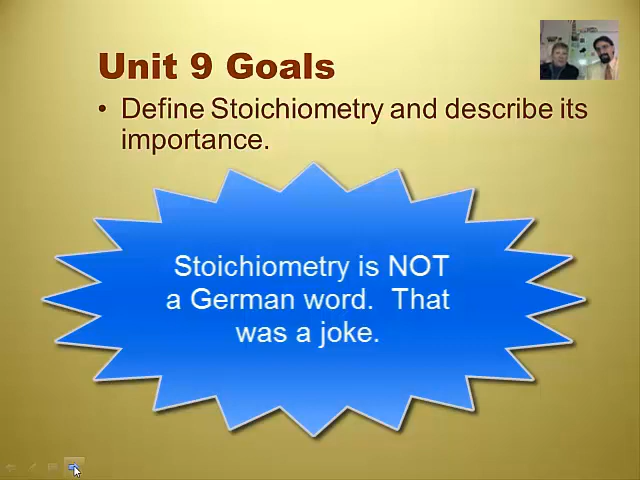 Unit 9 Goals
• Define Stoichiometry and describe its
importance.
Stoichiometry is NOT
a German word.  That
was a joke.